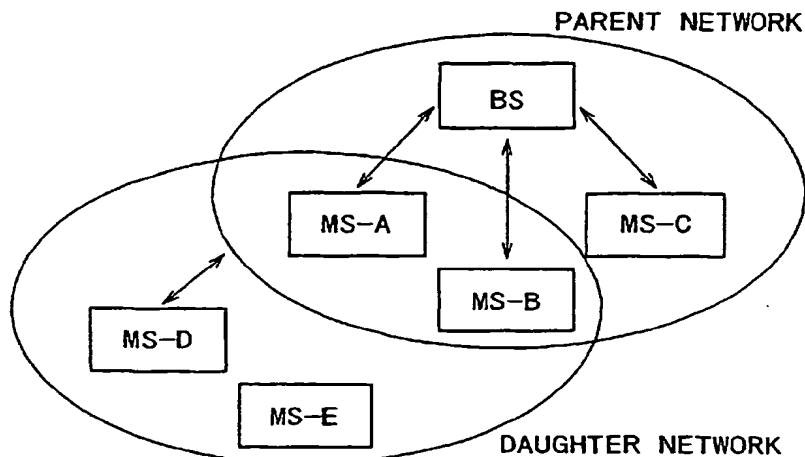 PARENT NETWORK
BS
MS-A
MS-C
MS-B
MS-D
MS-E
DAUGHTER NETWORK